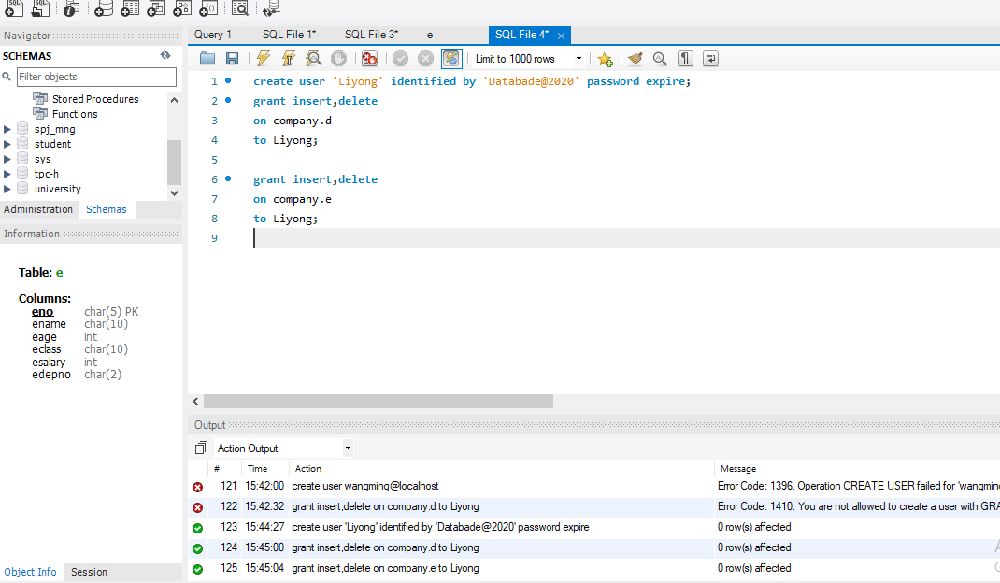 SQL SQL
Navigator
Query 1 SQL File 1* SQL File 3* e SQL File 4*
SCHEMAS
Limit to 1000 rows
Filter objects
Stored Procedures
Functions
spj_mng
student
sys
tpc-h
university
Administration Schemas
Information
Table: e
Columns:
eno char(5) PK
ename char(10)
eage int
eclass char(10)
esalary int
edepno char(2)
Object Info Session
1 create user 'Liyong' identified by 'Databade@2020' password expire;
2 grant insert,delete
3 on company.d
4 to Liyong;
5
6 grant insert,delete
7 on company.e
8 to Liyong;
9
Output
Action Output
# Time Action Message
121 15:42:00 create user wangming@localhost Error Code: 1396. Operation CREATE USER failed for 'wangming
122 15:42:32 grant insert,delete on company.d to Liyong Error Code: 1410. You are not allowed to create a user with GRA
123 15:44:27 create user 'Liyong' identified by 'Databade@2020' password expire 0 row(s) affected
124 15:45:00 grant insert,delete on company.d to Liyong 0 row(s) affected
125 15:45:04 grant insert,delete on company.e to Liyong 0 row(s) affected